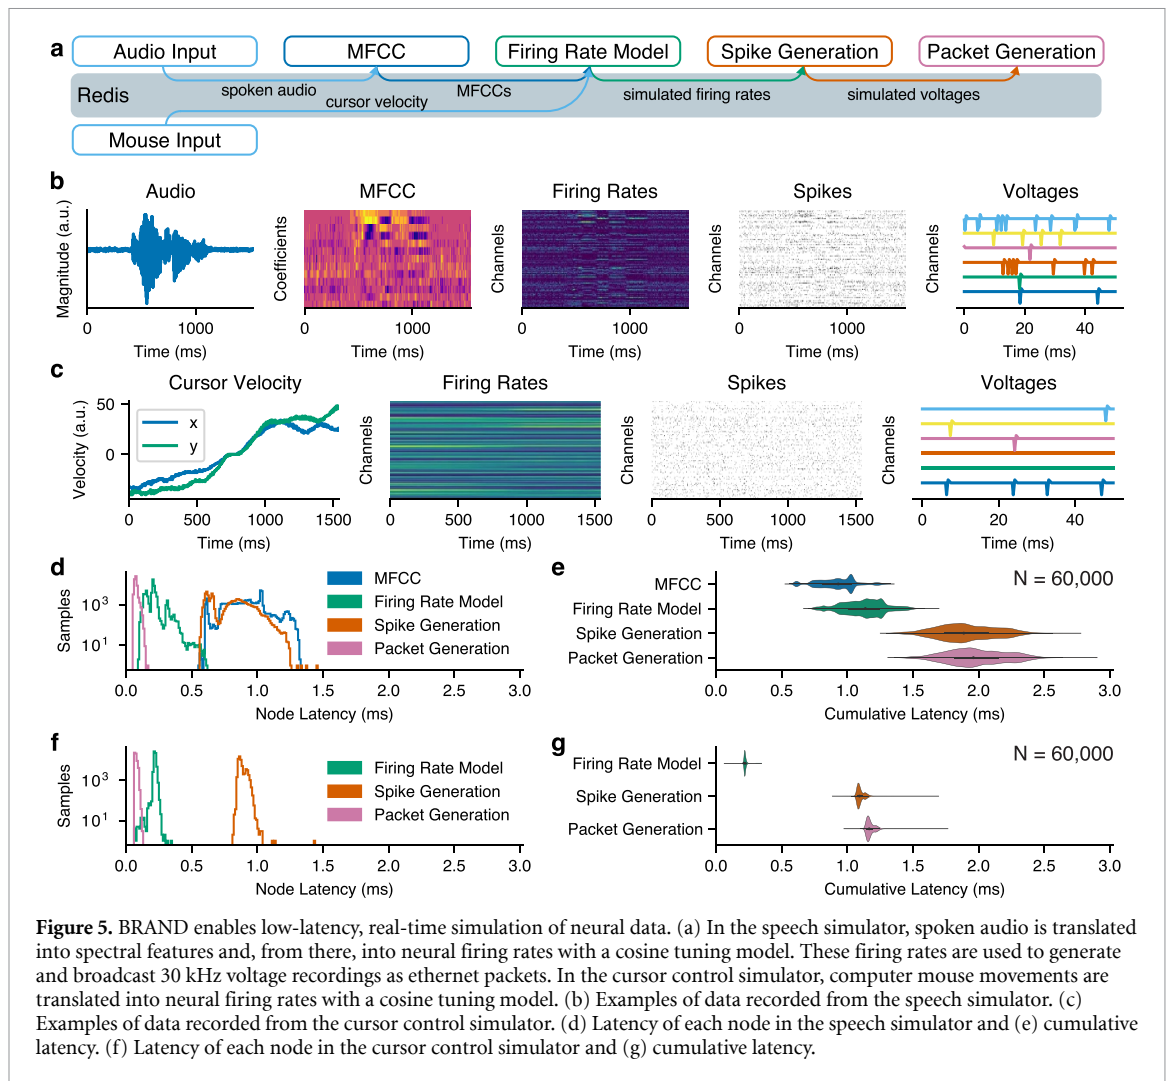 a
Audio Input
MFCC
Firing Rate Model
Spike Generation
Packet Generation
Redis
spoken audio
MFCCs
simulated firing rates
simulated voltages
cursor velocity
Mouse Input
b
Audio
MFCC
Firing Rates
Spikes
Voltages
Magnitude (a.u.)
Coefficients
Channels
Channels
Channels
0 1000
0 1000
0 1000
0 1000
0 20 40
Time (ms)
Time (ms)
Time (ms)
Time (ms)
Time (ms)
c
Cursor Velocity
Firing Rates
Spikes
Voltages
Velocity (a.u.)
50
0
x
y
Channels
Channels
Channels
0 500 1000 1500
0 500 1000 1500
0 500 1000 1500
0 20 40
Time (ms)
Time (ms)
Time (ms)
Time (ms)
d
Samples
10³
10¹
MFCC
Firing Rate Model
Spike Generation
Packet Generation
0.0 0.5 1.0 1.5 2.0 2.5 3.0
Node Latency (ms)
e
N = 60,000
MFCC
Firing Rate Model
Spike Generation
Packet Generation
0.0 0.5 1.0 1.5 2.0 2.5 3.0
Cumulative Latency (ms)
f
Samples
10³
10¹
Firing Rate Model
Spike Generation
Packet Generation
0.0 0.5 1.0 1.5 2.0 2.5 3.0
Node Latency (ms)
g
N = 60,000
Firing Rate Model
Spike Generation
Packet Generation
0.0 0.5 1.0 1.5 2.0 2.5 3.0
Cumulative Latency (ms)
Figure 5. BRAND enables low-latency, real-time simulation of neural data. (a) In the speech simulator, spoken audio is translated
into spectral features and, from there, into neural firing rates with a cosine tuning model. These firing rates are used to generate
and broadcast 30 kHz voltage recordings as ethernet packets. In the cursor control simulator, computer mouse movements are
translated into neural firing rates with a cosine tuning model. (b) Examples of data recorded from the speech simulator. (c)
Examples of data recorded from the cursor control simulator. (d) Latency of each node in the speech simulator and (e) cumulative
latency. (f) Latency of each node in the cursor control simulator and (g) cumulative latency.